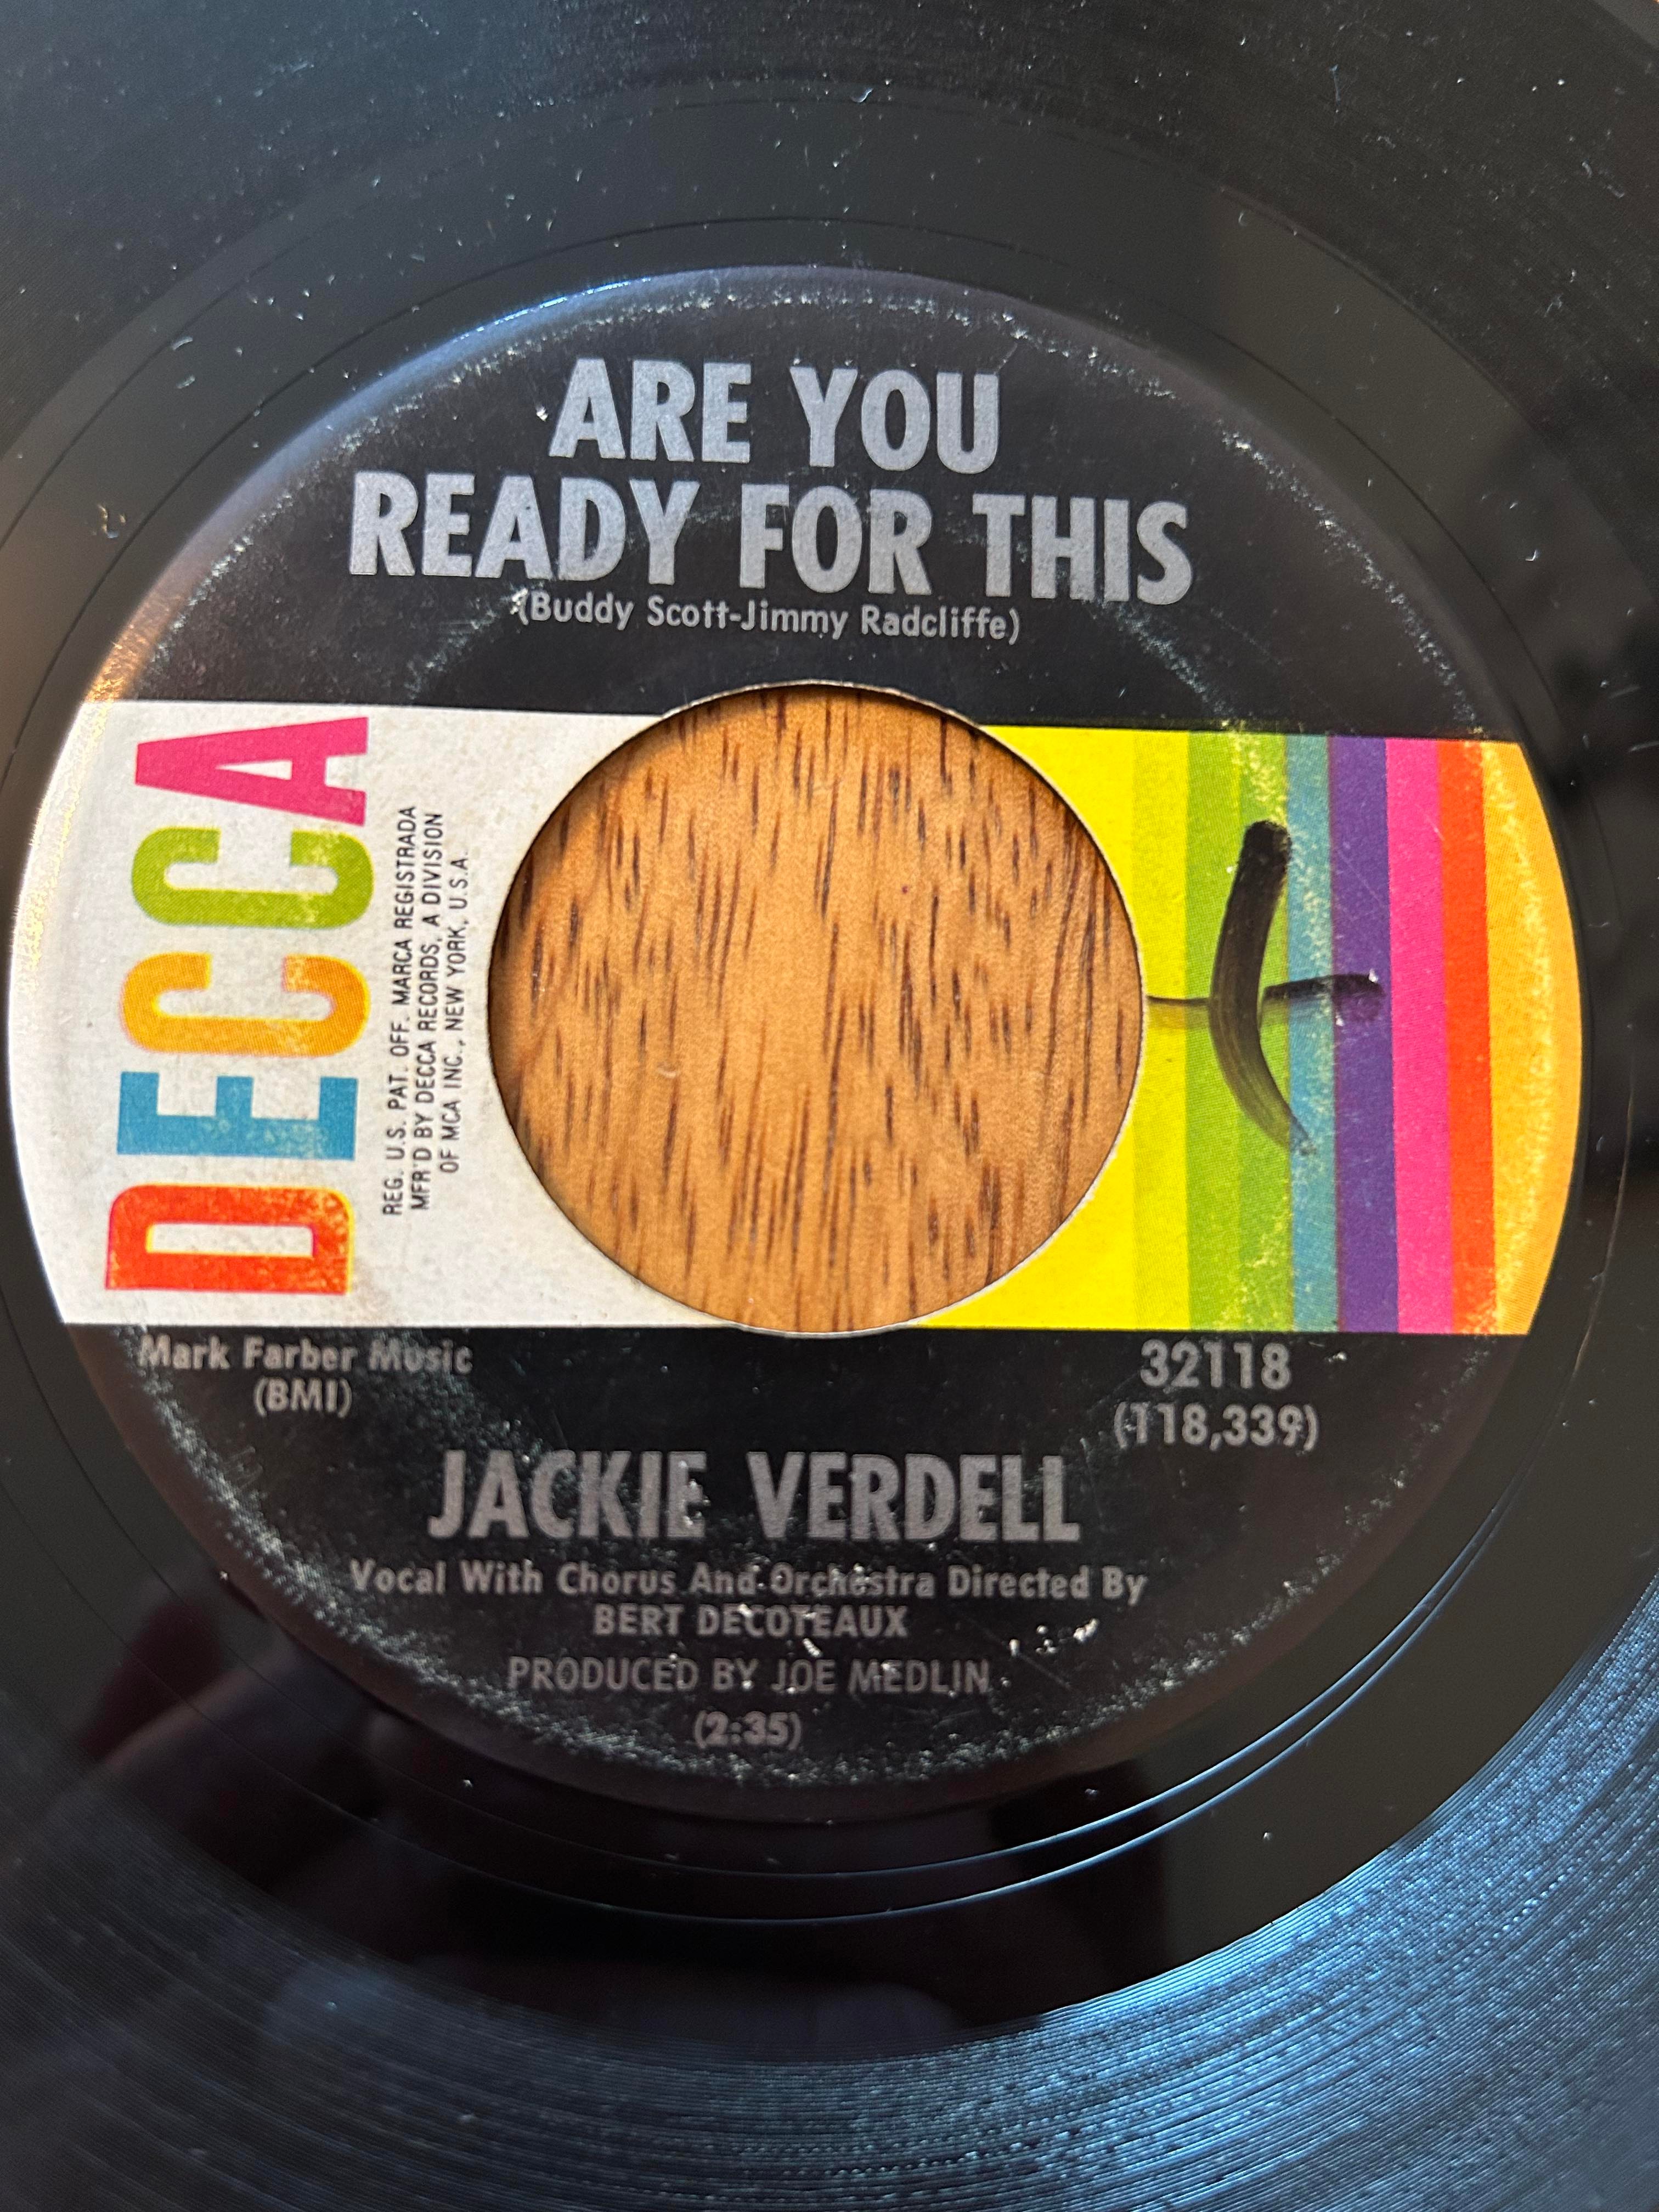 ARE YOU
READY FOR THIS
(Buddy Scott-Jimmy Radcliffe)
DECCA
REG. U.S. PAT. OFF. MARCA REGISTRADA
MFR'D BY DECCA RECORDS, A DIVISION
OF MCA INC., NEW YORK, U.S.A.
Mark Farber Music
(BMI)
32118
(118,339)
JACKIE VERDELL
Vocal With Chorus And Orchestra Directed By
BERT DECOTEAUX
PRODUCED BY JOE MEDLIN
(2:35)